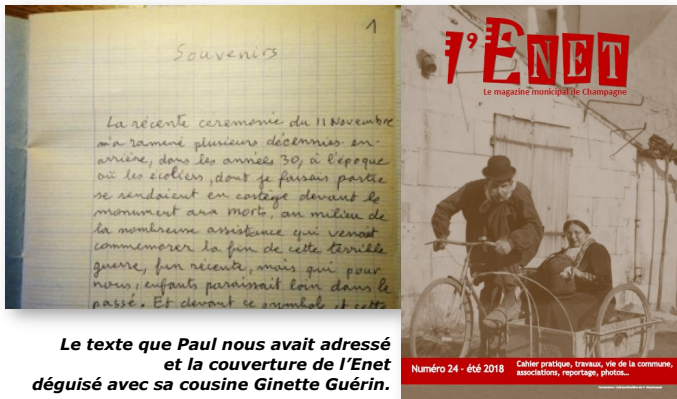 1
Souvenirs
La récente ceremonie du 11 Novembre
m'a ramené plusieurs décennies en-
arrière, dans les années 30, à l'époque
où les écoliers, dont je faisais partie
se rendaient en cortège devant le
monument aux morts, au milieu de
la nombreuse assistance qui venait
commemorer la fin de cette terrible
guerre, fin récente, mais qui pour
nous, enfants paraissait loin dans le
passé. Et devant ce symbole et cette
l'ENET
Le magazine municipal de Champagne
Numéro 24 - été 2018
Cahier pratique, travaux, vie de la commune,
associations, reportage, photos...
Le texte que Paul nous avait adressé
et la couverture de l'Enet
déguisé avec sa cousine Ginette Guérin.